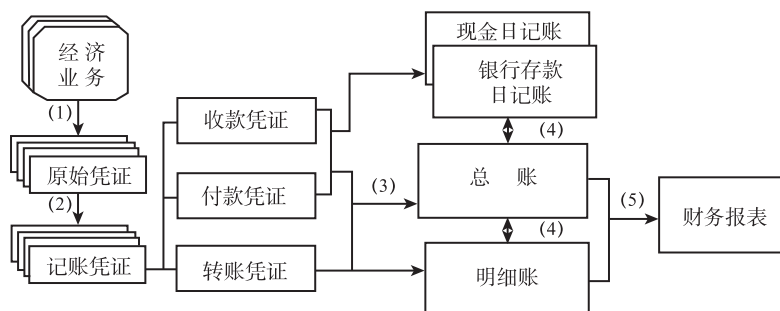 经 济
业 务
(1)
原始凭证
(2)
记账凭证
收款凭证
付款凭证
转账凭证
(3)
现金日记账
银行存款
日记账
(4)
总 账
(4)
明细账
(5)
财务报表